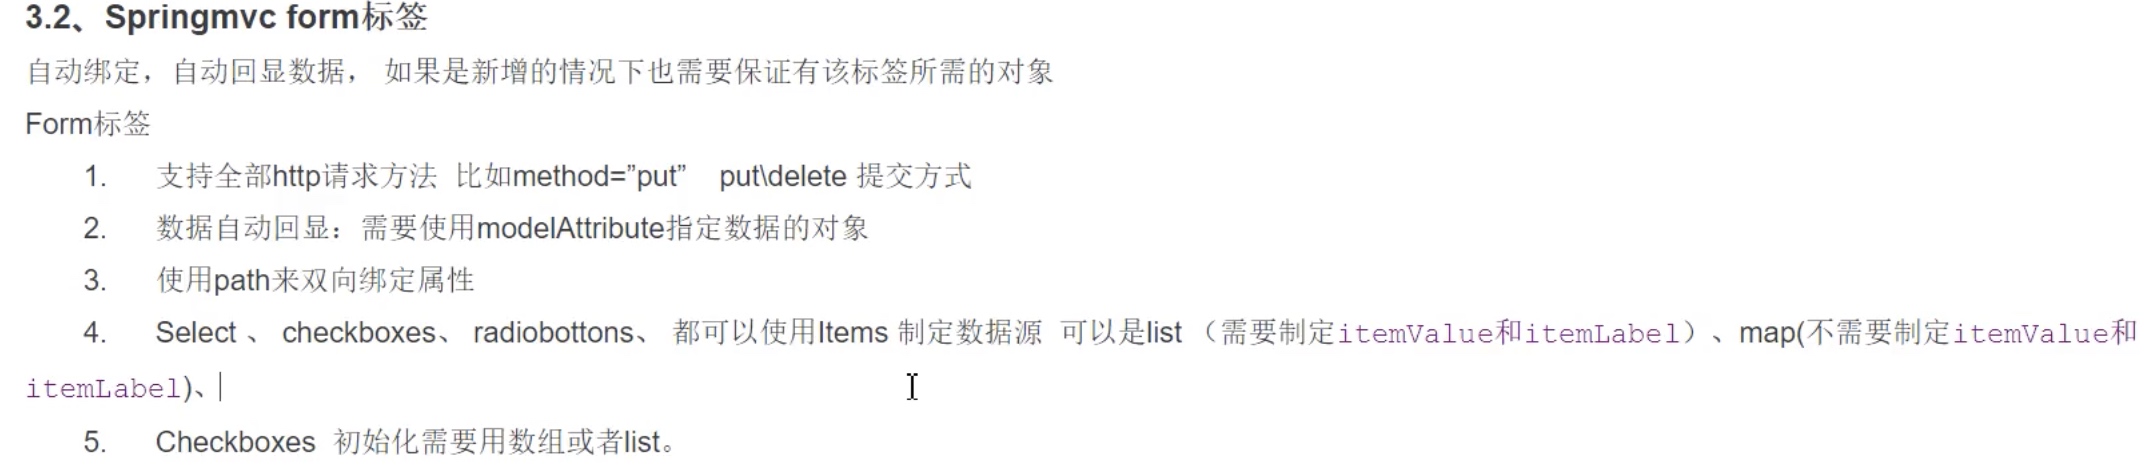 3.2、Springmvc form标签
自动绑定，自动回显数据， 如果是新增的情况下也需要保证有该标签所需的对象
Form标签
1. 支持全部http请求方法 比如method=”put” put\delete 提交方式
2. 数据自动回显：需要使用modelAttribute指定数据的对象
3. 使用path来双向绑定属性
4. Select 、 checkboxes、 radiobottons、 都可以使用Items 制定数据源 可以是list （需要制定itemValue和itemLabel）、map(不需要制定itemValue和
itemLabel)、
5. Checkboxes 初始化需要用数组或者list。